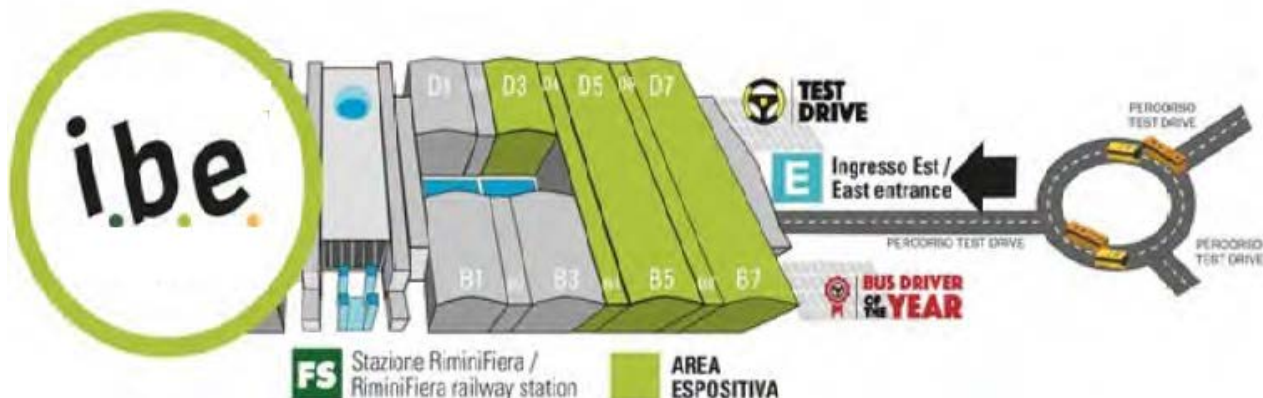 i.b.e.
D1 D3 D4 D5 D7
TEST
DRIVE
PERCORSO
TEST DRIVE
E
Ingresso Est /
East entrance
PERCORSO TEST DRIVE
PERCORSO
TEST DRIVE
B1 B3 B5 B7
BUS DRIVER
OF THE YEAR
FS
Stazione RiminiFiera /
RiminiFiera railway station
AREA
ESPOSITIVA